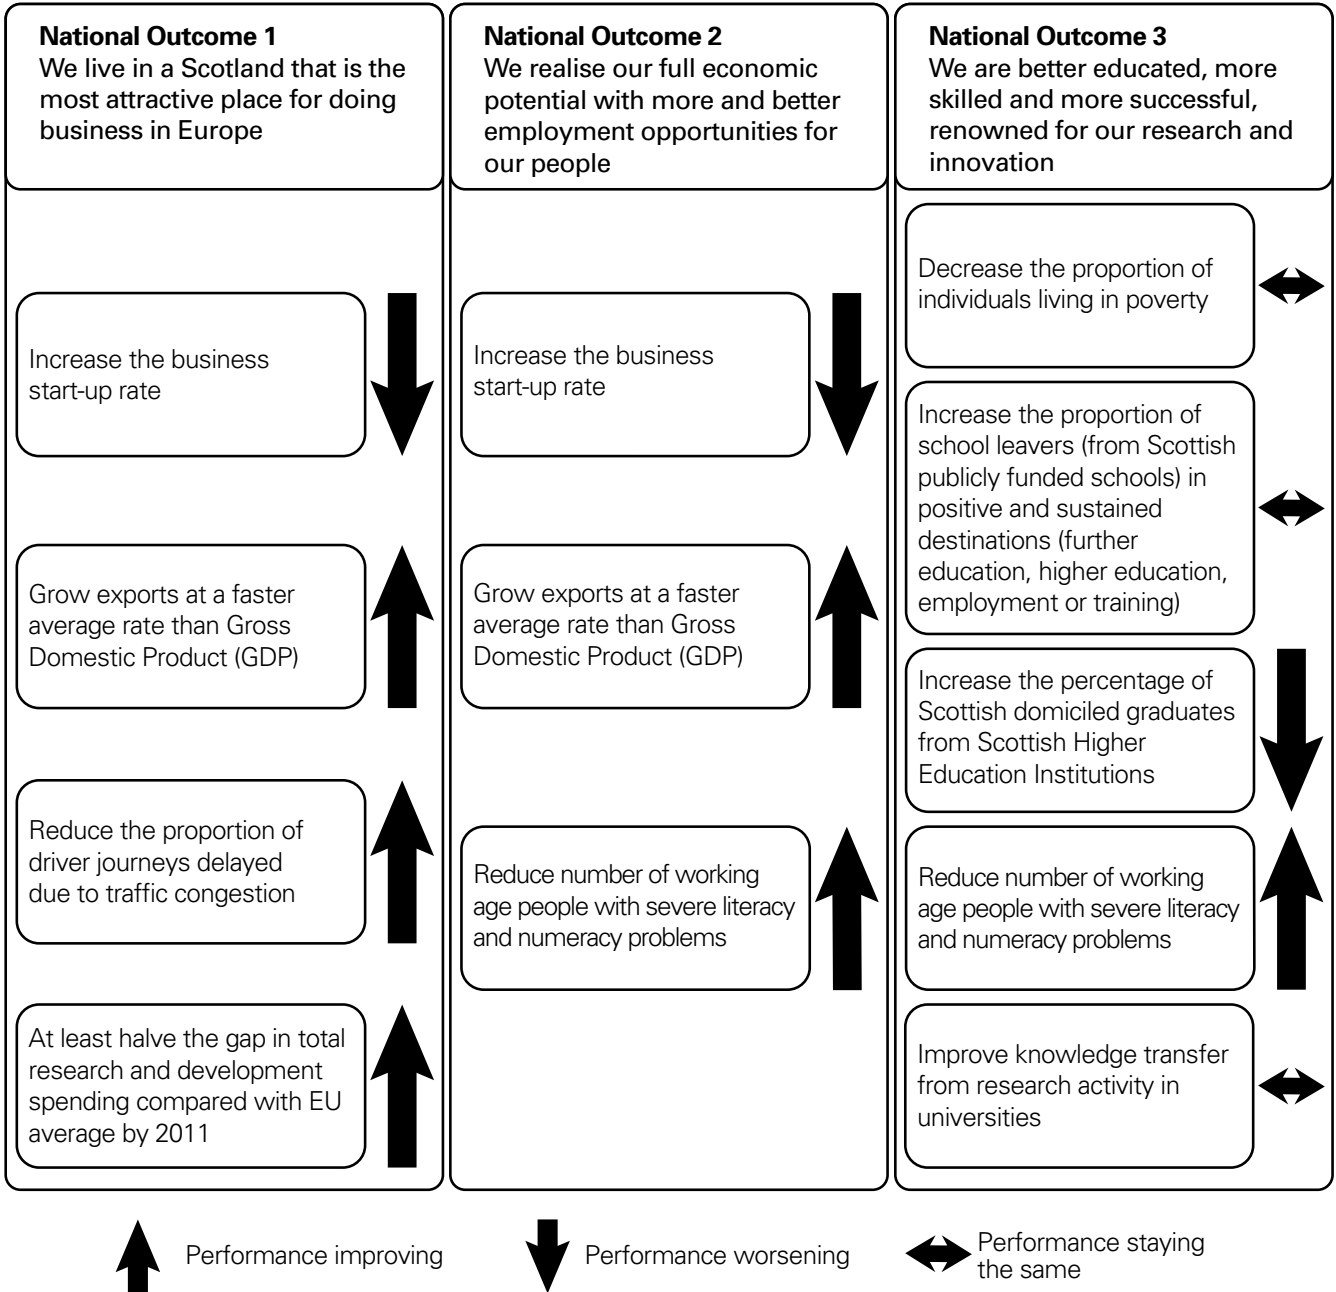 National Outcome 1
We live in a Scotland that is the
most attractive place for doing
business in Europe
Increase the business
start-up rate
Grow exports at a faster
average rate than Gross
Domestic Product (GDP)
Reduce the proportion of
driver journeys delayed
due to traffic congestion
At least halve the gap in total
research and development
spending compared with EU
average by 2011
National Outcome 2
We realise our full economic
potential with more and better
employment opportunities for
our people
Increase the business
start-up rate
Grow exports at a faster
average rate than Gross
Domestic Product (GDP)
Reduce number of working
age people with severe literacy
and numeracy problems
National Outcome 3
We are better educated, more
skilled and more successful,
renowned for our research and
innovation
Decrease the proportion of
individuals living in poverty
Increase the proportion of
school leavers (from Scottish
publicly funded schools) in
positive and sustained
destinations (further
education, higher education,
employment or training)
Increase the percentage of
Scottish domiciled graduates
from Scottish Higher
Education Institutions
Reduce number of working
age people with severe literacy
and numeracy problems
Improve knowledge transfer
from research activity in
universities
Performance improving
Performance worsening
Performance staying
the same